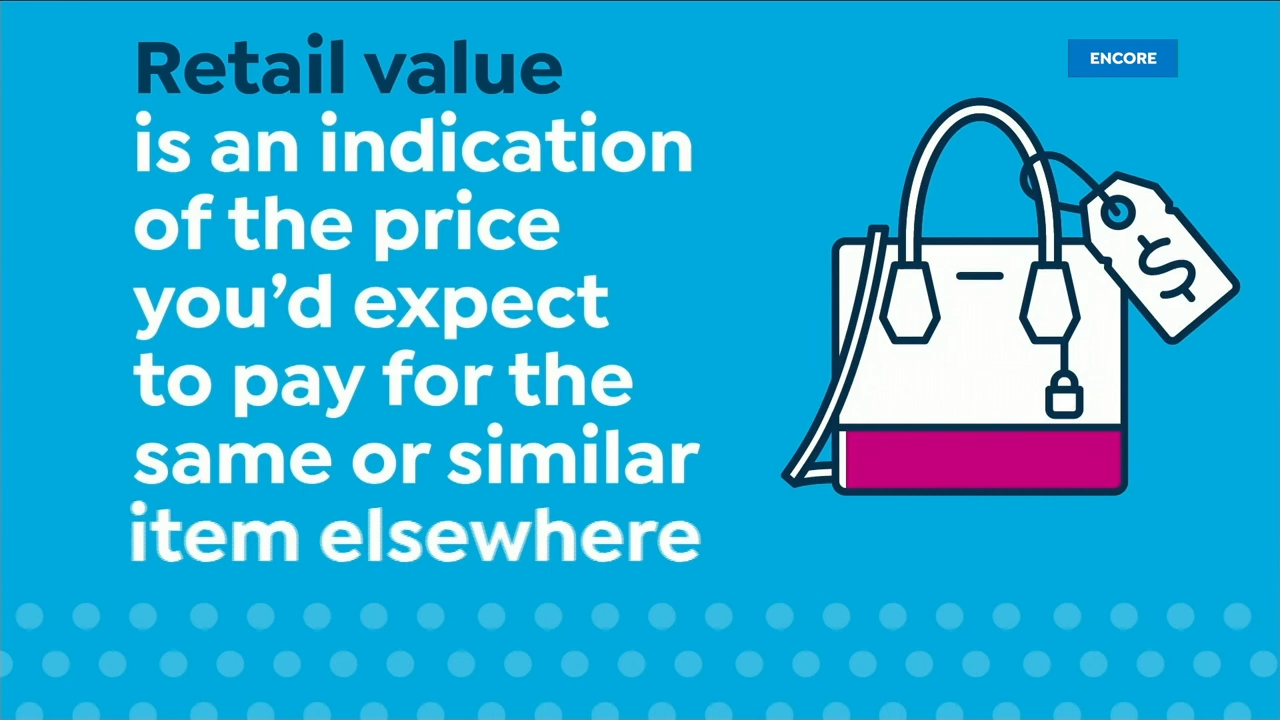 Retail value
is an indication
of the price
you’d expect
to pay for the
same or similar
item elsewhere
ENCORE
$